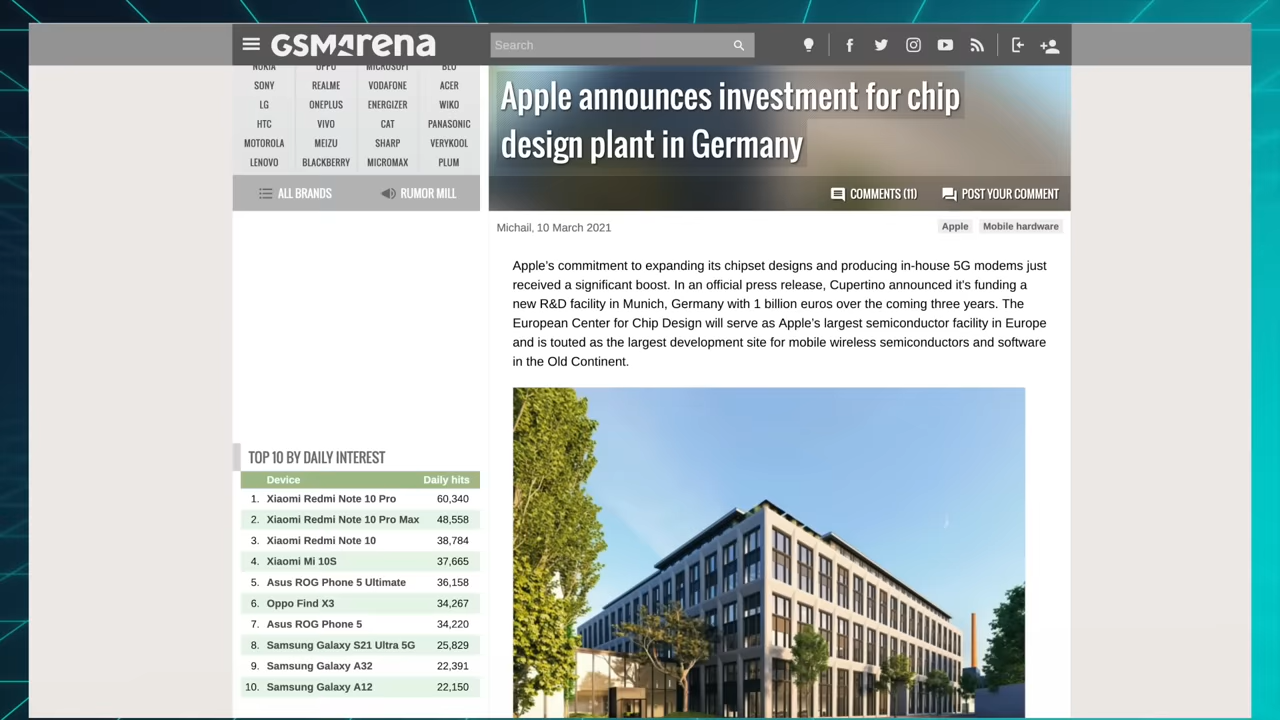 GSMArena
Search
NOKIA OPPO MICROSOFT BLU
SONY REALME VODAFONE ACER
LG ONEPLUS ENERGIZER WIKO
HTC VIVO CAT PANASONIC
MOTOROLA MEIZU SHARP VERYKOOL
LENOVO BLACKBERRY MICROMAX PLUM
ALL BRANDS RUMOR MILL
Apple announces investment for chip
design plant in Germany
COMMENTS (11) POST YOUR COMMENT
Michail, 10 March 2021 Apple Mobile hardware
Apple's commitment to expanding its chipset designs and producing in-house 5G modems just
received a significant boost. In an official press release, Cupertino announced it's funding a
new R&D facility in Munich, Germany with 1 billion euros over the coming three years. The
European Center for Chip Design will serve as Apple's largest semiconductor facility in Europe
and is touted as the largest development site for mobile wireless semiconductors and software
in the Old Continent.
TOP 10 BY DAILY INTEREST
Device Daily hits
1. Xiaomi Redmi Note 10 Pro 60,340
2. Xiaomi Redmi Note 10 Pro Max 48,558
3. Xiaomi Redmi Note 10 38,784
4. Xiaomi Mi 10S 37,665
5. Asus ROG Phone 5 Ultimate 36,158
6. Oppo Find X3 34,267
7. Asus ROG Phone 5 34,220
8. Samsung Galaxy S21 Ultra 5G 25,829
9. Samsung Galaxy A32 22,391
10. Samsung Galaxy A12 22,150